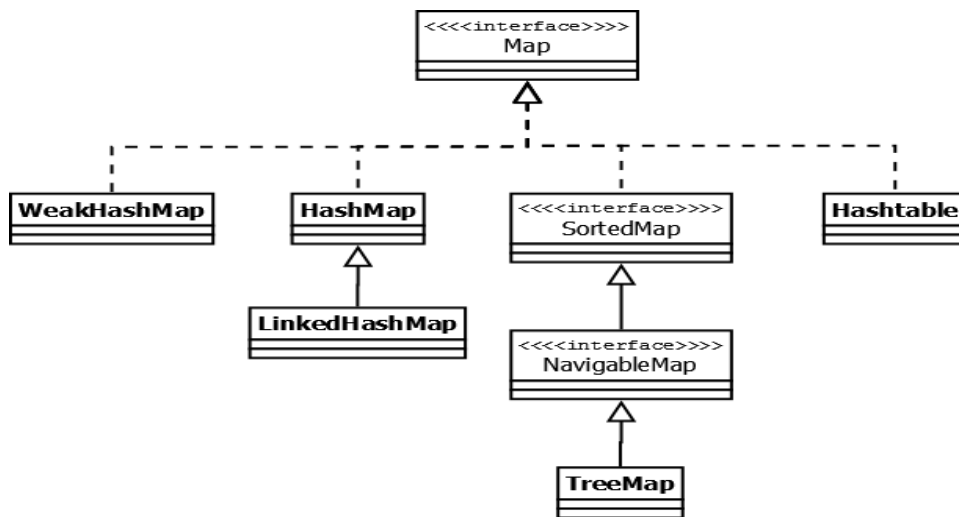 <<<<interface>>>>
Map
WeakHashMap
HashMap
<<<<interface>>>>
SortedMap
Hashtable
LinkedHashMap
<<<<interface>>>>
NavigableMap
TreeMap